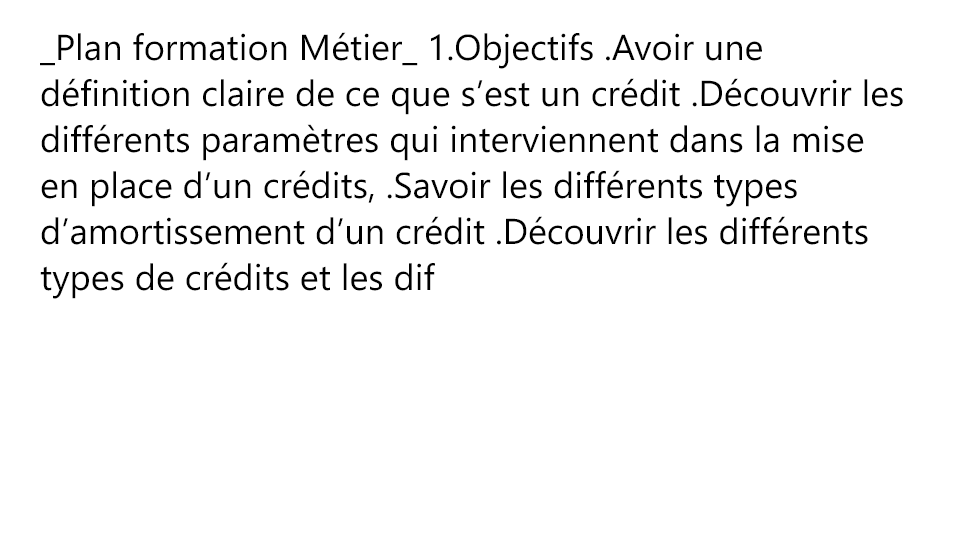 _Plan formation Métier_ 1.Objectifs .Avoir une
définition claire de ce que s’est un crédit .Découvrir les
différents paramètres qui interviennent dans la mise
en place d’un crédits, .Savoir les différents types
d’amortissement d’un crédit .Découvrir les différents
types de crédits et les dif